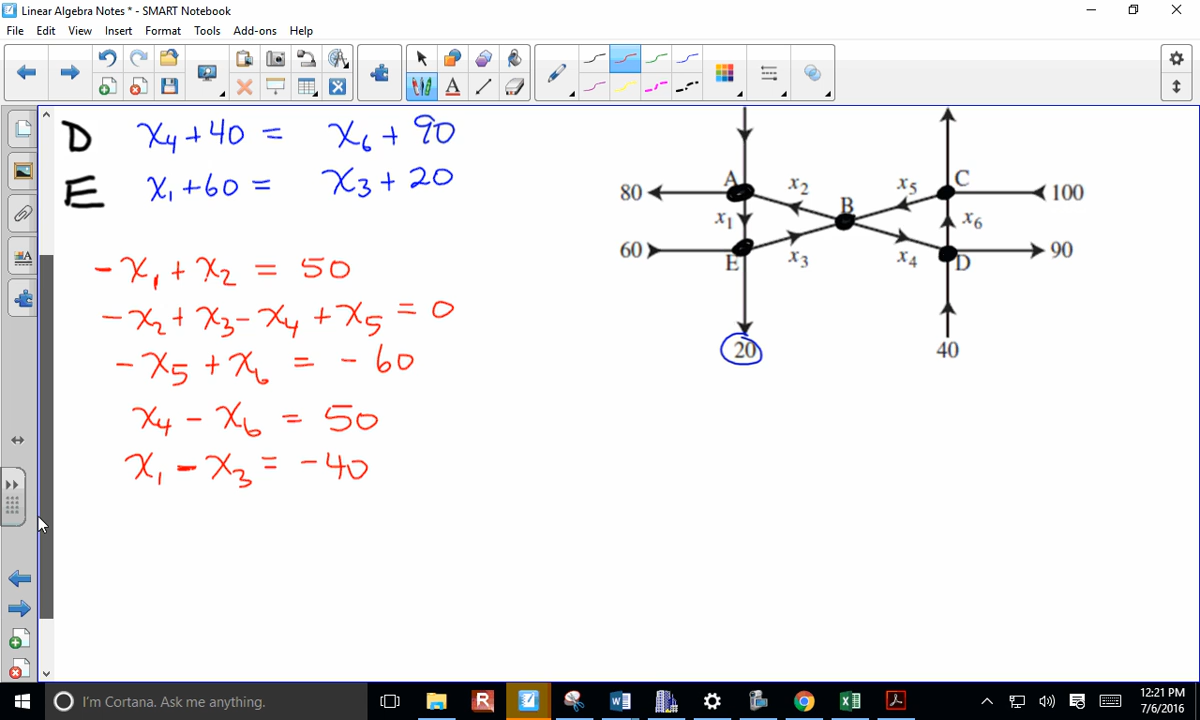 Linear Algebra Notes * - SMART Notebook
File Edit View Insert Format Tools Add-ons Help
D x₄ + 40 = x₆ + 90
E x₁ + 60 = x₃ + 20
- x₁ + x₂ = 50
- x₂ + x₃ - x₄ + x₅ = 0
- x₅ + x₆ = - 60
x₄ - x₆ = 50
x₁ - x₃ = - 40
80 A x₂ x₅ C 100
x₁ B x₆
60 E x₃ x₄ D 90
20 40
I'm Cortana. Ask me anything.
12:21 PM
7/6/2016